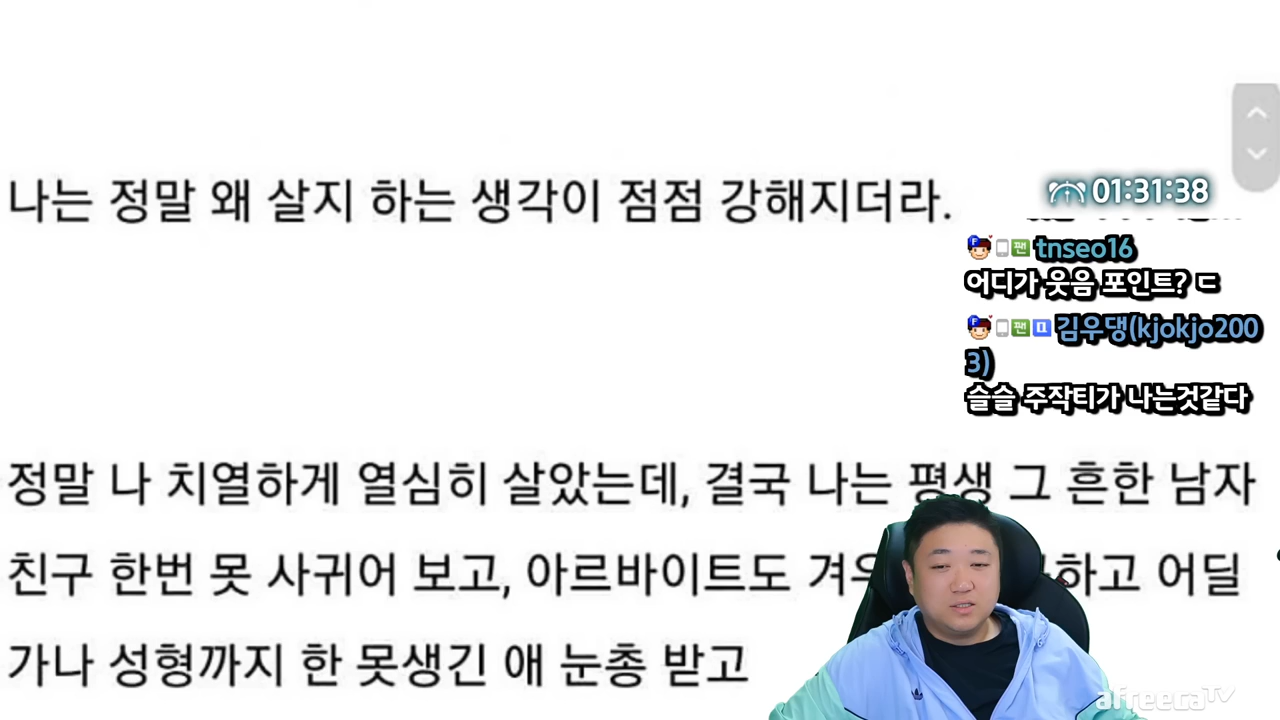 나는 정말 왜 살지 하는 생각이 점점 강해지더라.
01:31:38
F 팬 tnseo16
어디가 웃음 포인트? ㄷ
F 팬 a 김우댕(kjokjo200
3)
슬슬 주작티가 나는것같다
정말 나 치열하게 열심히 살았는데, 결국 나는 평생 그 흔한 남자
친구 한번 못 사귀어 보고, 아르바이트도 하고 어딜
가나 성형까지 한 못생긴 애 눈총 받고
afreecaTV